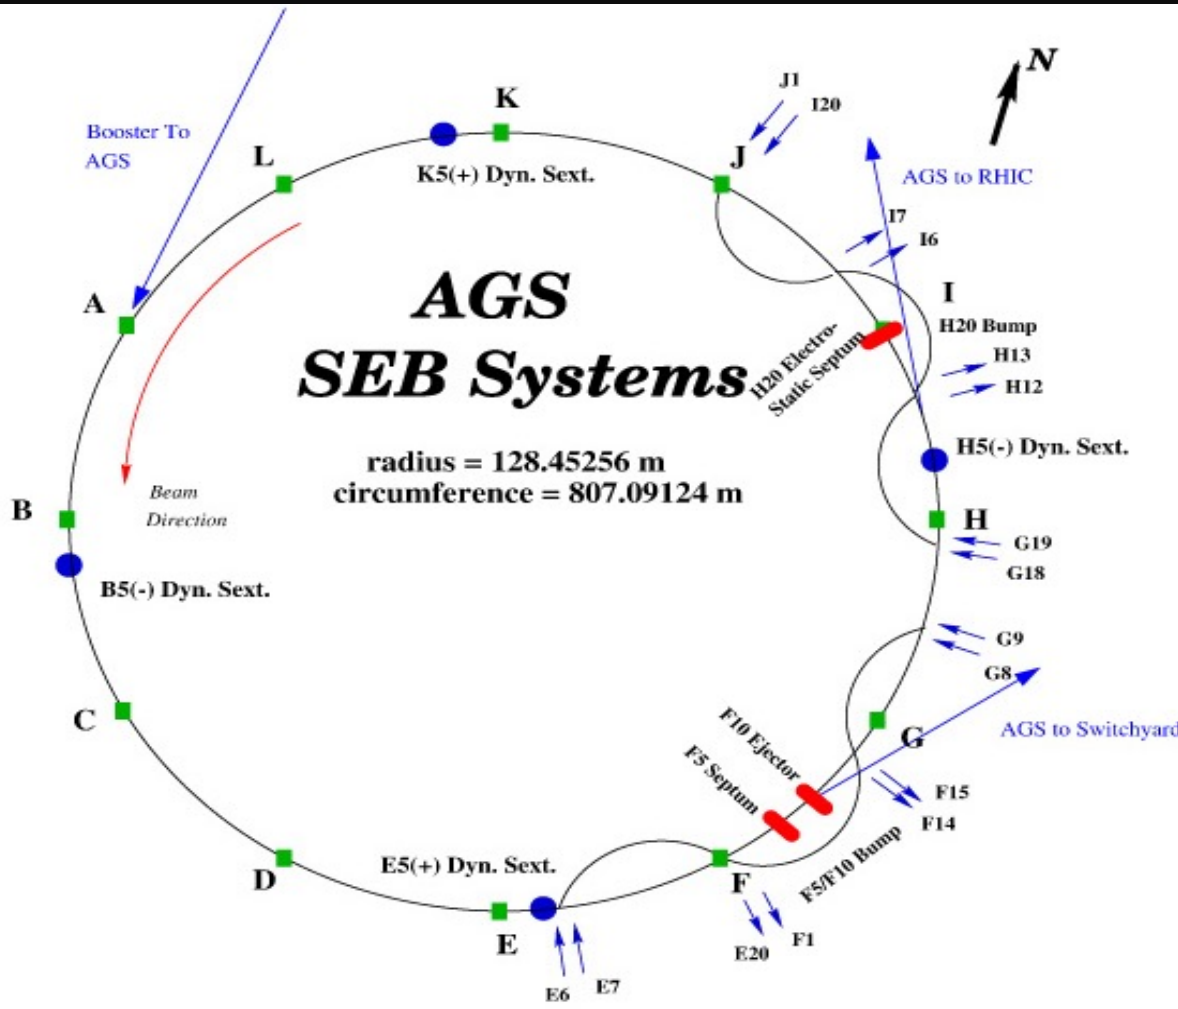 N
K
J1
I20
Booster To
AGS
L
J
K5(+) Dyn. Sext.
AGS to RHIC
I7
I6
A
AGS
SEB Systems
I
H20 Bump
H20 Electro-
Static Septum
H13
H12
radius = 128.45256 m
circumference = 807.09124 m
H5(-) Dyn. Sext.
B
Beam
Direction
H
G19
G18
B5(-) Dyn. Sext.
G9
G8
C
F10 Ejector
F5 Septum
G
AGS to Switchyard
F15
F14
F5/F10 Bump
E5(+) Dyn. Sext.
D
F
E
E20
F1
E6
E7